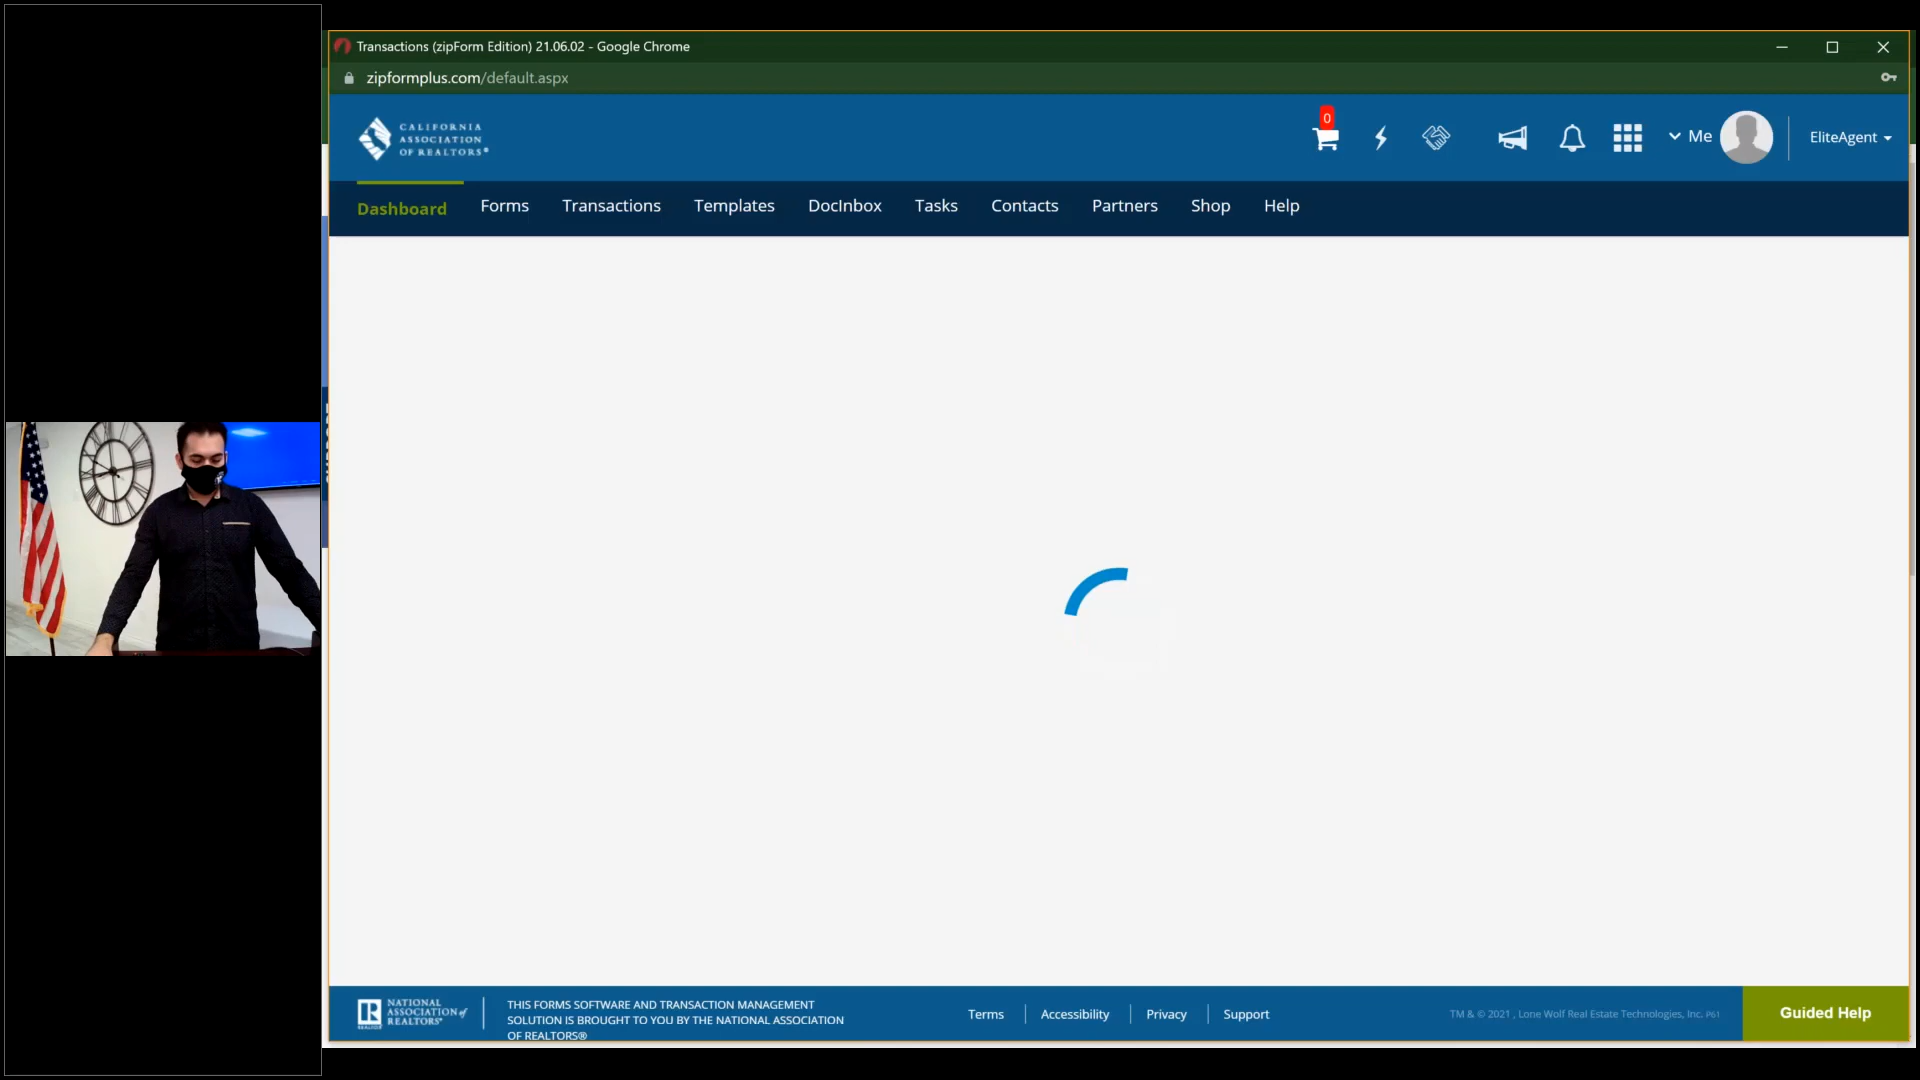 Transactions (zipForm Edition) 21.06.02 - Google Chrome
zipformplus.com/default.aspx
CALIFORNIA
ASSOCIATION
OF REALTORS®
0
Me
EliteAgent
Dashboard
Forms
Transactions
Templates
DocInbox
Tasks
Contacts
Partners
Shop
Help
NATIONAL
ASSOCIATION of
REALTORS®
THIS FORMS SOFTWARE AND TRANSACTION MANAGEMENT
SOLUTION IS BROUGHT TO YOU BY THE NATIONAL ASSOCIATION
OF REALTORS®
Terms
Accessibility
Privacy
Support
TM & © 2021 , Lone Wolf Real Estate Technologies, Inc. P61
Guided Help